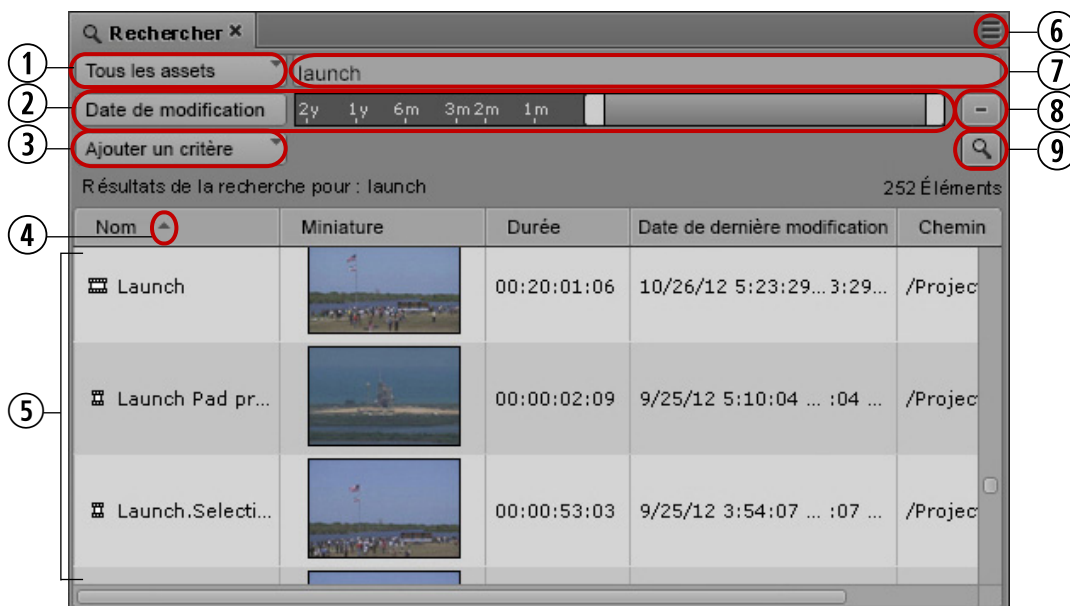 Rechercher ×
6
1
Tous les assets
launch
7
2
Date de modification
2y 1y 6m 3m 2m 1m
-
8
3
Ajouter un critère
9
Résultats de la recherche pour : launch
252 Éléments
4
Nom
Miniature
Durée
Date de dernière modification
Chemin
5
Launch
00:20:01:06
10/26/12 5:23:29... 3:29...
/Projec
Launch Pad pr...
00:00:02:09
9/25/12 5:10:04 ... :04 ...
/Projec
Launch.Selecti...
00:00:53:03
9/25/12 3:54:07 ... :07 ...
/Projec